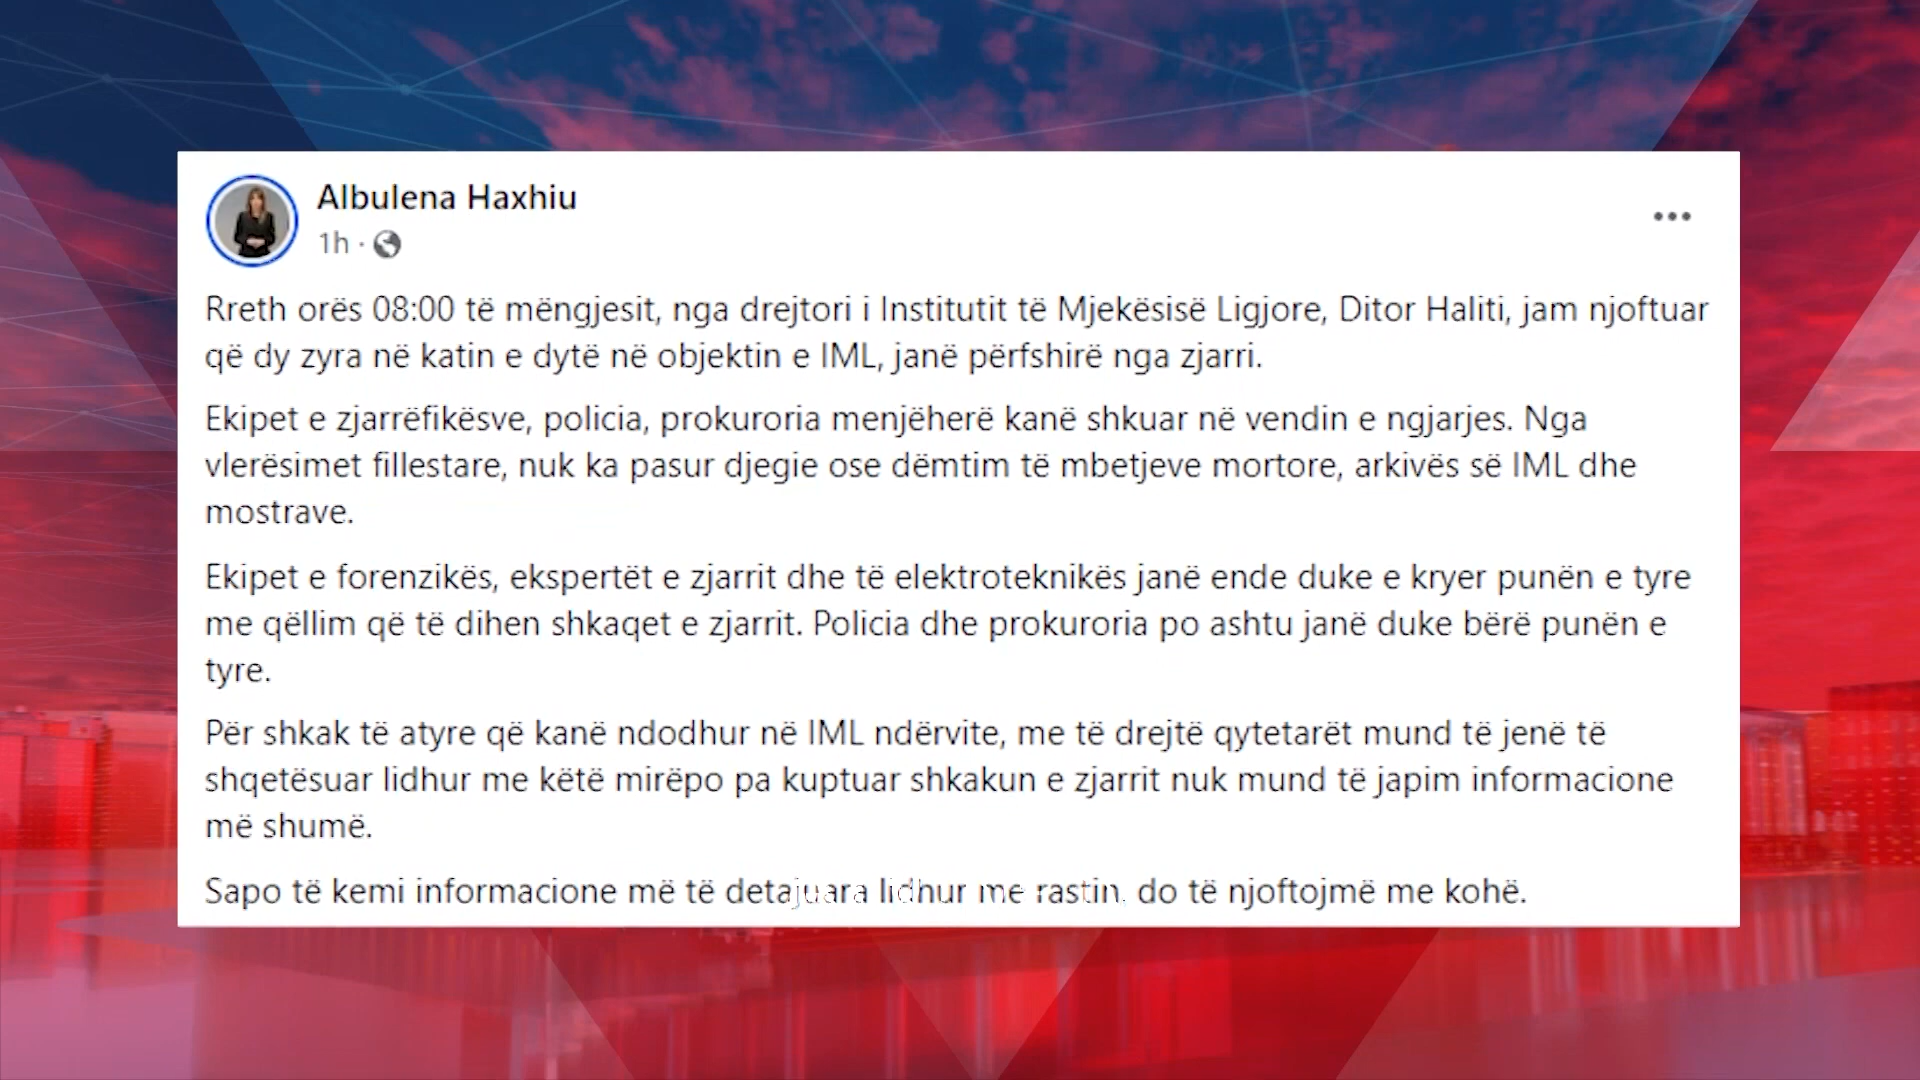 Albulena Haxhiu
1h ·
Rreth orës 08:00 të mëngjesit, nga drejtori i Institutit të Mjekësisë Ligjore, Ditor Haliti, jam njoftuar
që dy zyra në katin e dytë në objektin e IML, janë përfshirë nga zjarri.
Ekipet e zjarrëfikësve, policia, prokuroria menjëherë kanë shkuar në vendin e ngjarjes. Nga
vlerësimet fillestare, nuk ka pasur djegie ose dëmtim të mbetjeve mortore, arkivës së IML dhe
mostrave.
Ekipet e forenzikës, ekspertët e zjarrit dhe të elektroteknikës janë ende duke e kryer punën e tyre
me qëllim që të dihen shkaqet e zjarrit. Policia dhe prokuroria po ashtu janë duke bërë punën e
tyre.
Për shkak të atyre që kanë ndodhur në IML ndërvite, me të drejtë qytetarët mund të jenë të
shqetësuar lidhur me këtë mirëpo pa kuptuar shkakun e zjarrit nuk mund të japim informacione
më shumë.
Sapo të kemi informacione më të detajuara lidhur me rastin, do të njoftojmë me kohë.